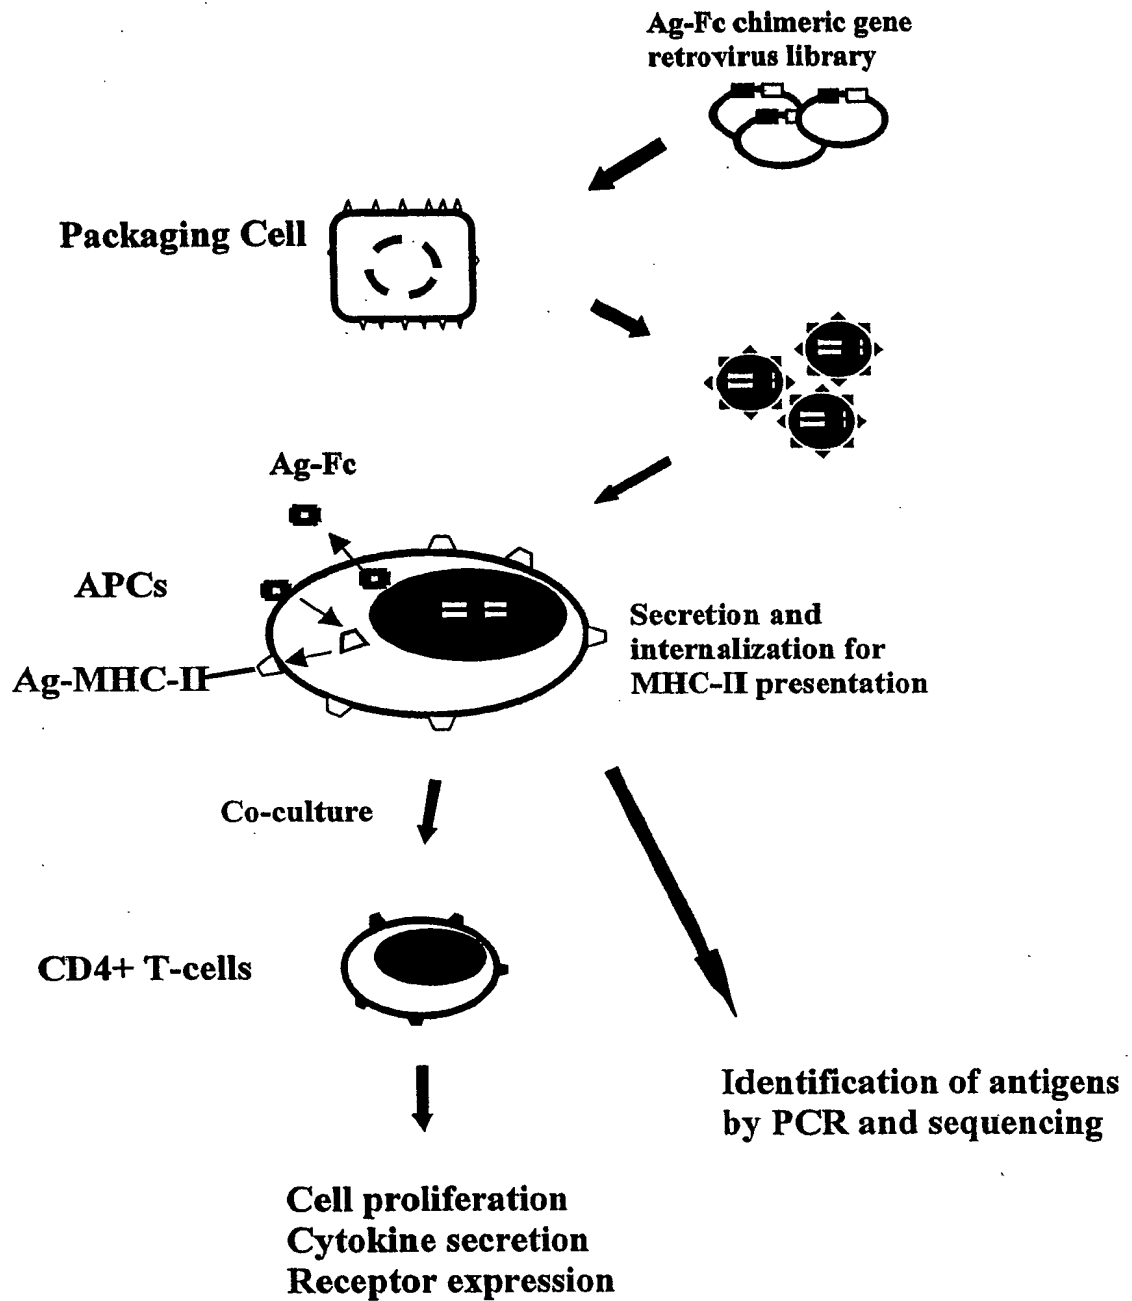 Ag-Fc chimeric gene
retrovirus library
Packaging Cell
Ag-Fc
APCs
Secretion and
internalization for
MHC-II presentation
Ag-MHC-II
Co-culture
CD4+ T-cells
Identification of antigens
by PCR and sequencing
Cell proliferation
Cytokine secretion
Receptor expression